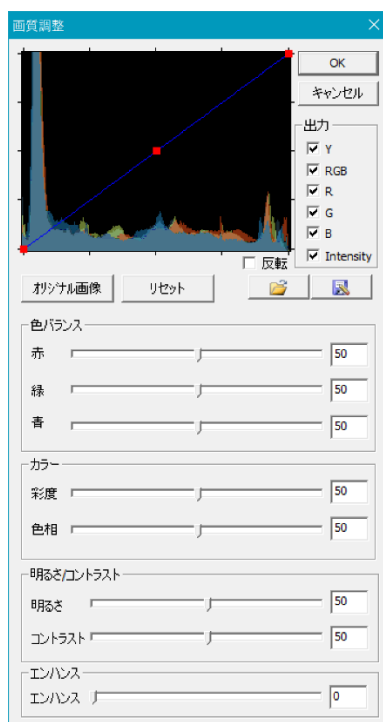 画質調整
OK
キャンセル
出力
Y
RGB
R
G
B
Intensity
反転
オリジナル画像
リセット
色バランス
赤
50
緑
50
青
50
カラー
彩度
50
色相
50
明るさ/コントラスト
明るさ
50
コントラスト
50
エンハンス
エンハンス
0